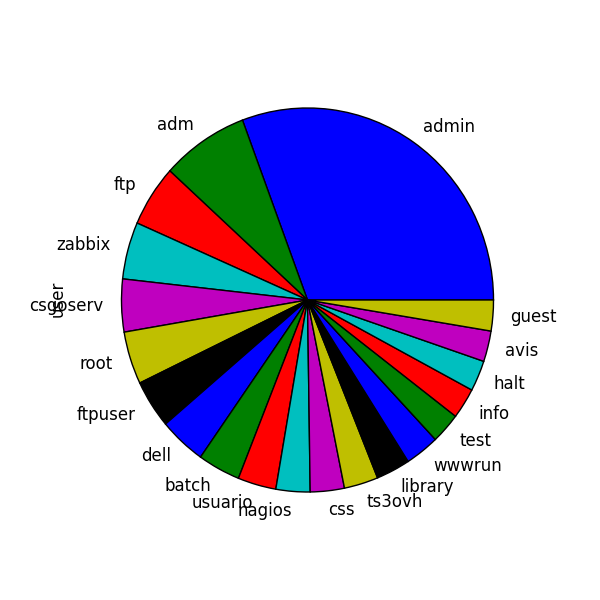 admin
adm
ftp
zabbix
csgoserv
user
root
ftpuser
dell
batch
usuario
nagios
css
ts3ovh
library
wwwrun
test
info
halt
avis
guest